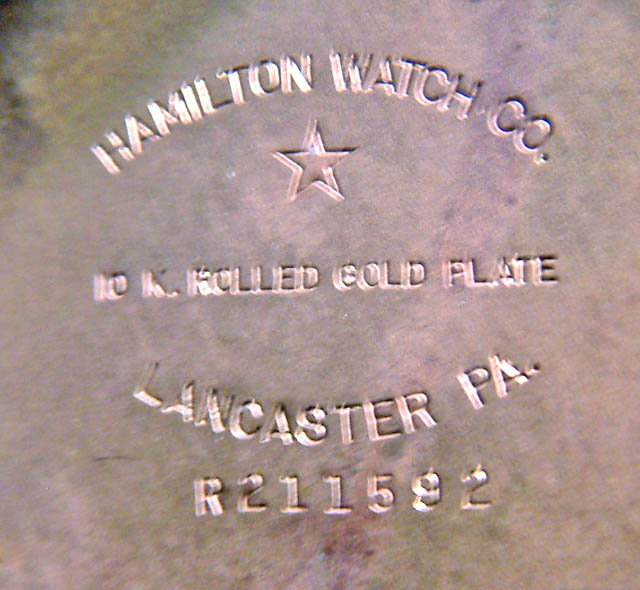 HAMILTON WATCH CO.
10 K. ROLLED GOLD PLATE
LANCASTER PA.
R211592